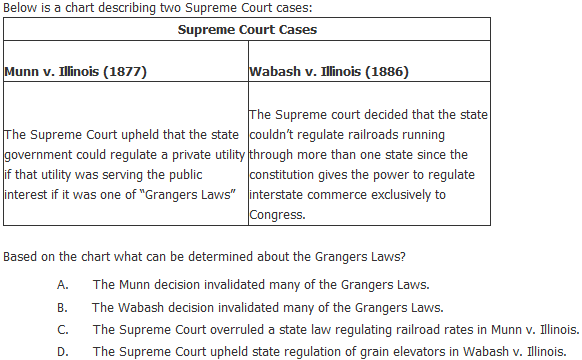 Below is a chart describing two Supreme Court cases:
Supreme Court Cases
Munn v. Illinois (1877)
Wabash v. Illinois (1886)
The Supreme Court upheld that the state
government could regulate a private utility
if that utility was serving the public
interest if it was one of “Grangers Laws”
The Supreme court decided that the state
couldn’t regulate railroads running
through more than one state since the
constitution gives the power to regulate
interstate commerce exclusively to
Congress.
Based on the chart what can be determined about the Grangers Laws?
A. The Munn decision invalidated many of the Grangers Laws.
B. The Wabash decision invalidated many of the Grangers Laws.
C. The Supreme Court overruled a state law regulating railroad rates in Munn v. Illinois.
D. The Supreme Court upheld state regulation of grain elevators in Wabash v. Illinois.